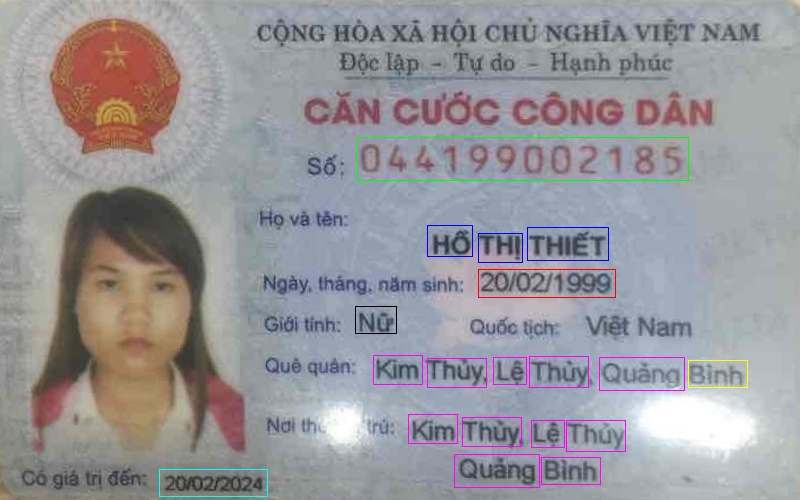 CỘNG HÒA XÃ HỘI CHỦ NGHĨA VIỆT NAM
Độc lập - Tự do - Hạnh phúc
CĂN CƯỚC CÔNG DÂN
Số: 044199002185
Họ và tên:
HỒ THỊ THIẾT
Ngày, tháng, năm sinh: 20/02/1999
Giới tính: Nữ Quốc tịch: Việt Nam
Quê quán: Kim Thủy, Lệ Thủy, Quảng Bình
Nơi trú: Kim Thủy, Lệ Thủy
Quảng Bình
Có giá trị đến: 20/02/2024